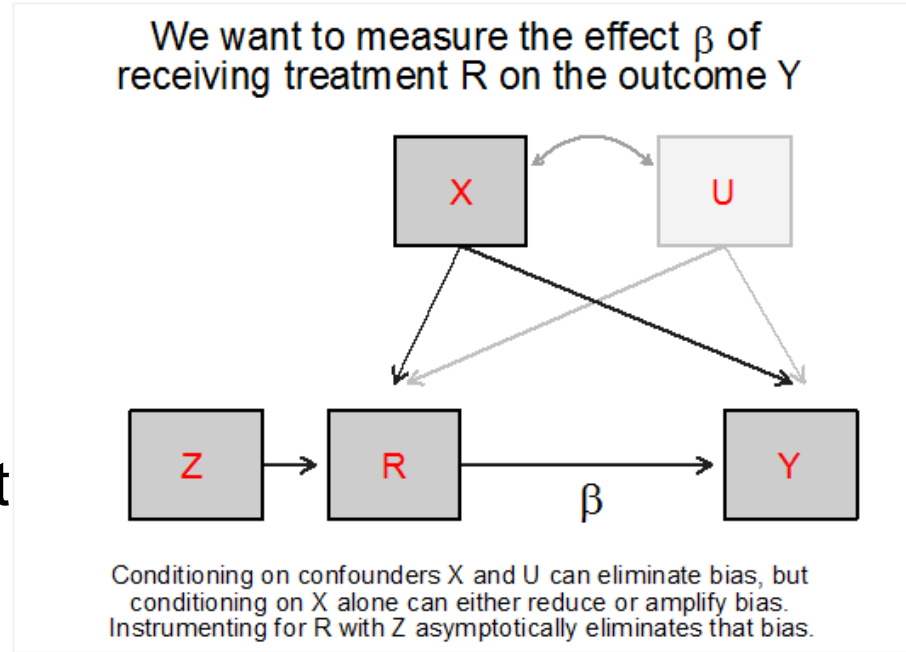 We want to measure the effect β of
receiving treatment R on the outcome Y
X
U
Z
R
Y
t
β
Conditioning on confounders X and U can eliminate bias, but
conditioning on X alone can either reduce or amplify bias.
Instrumenting for R with Z asymptotically eliminates that bias.